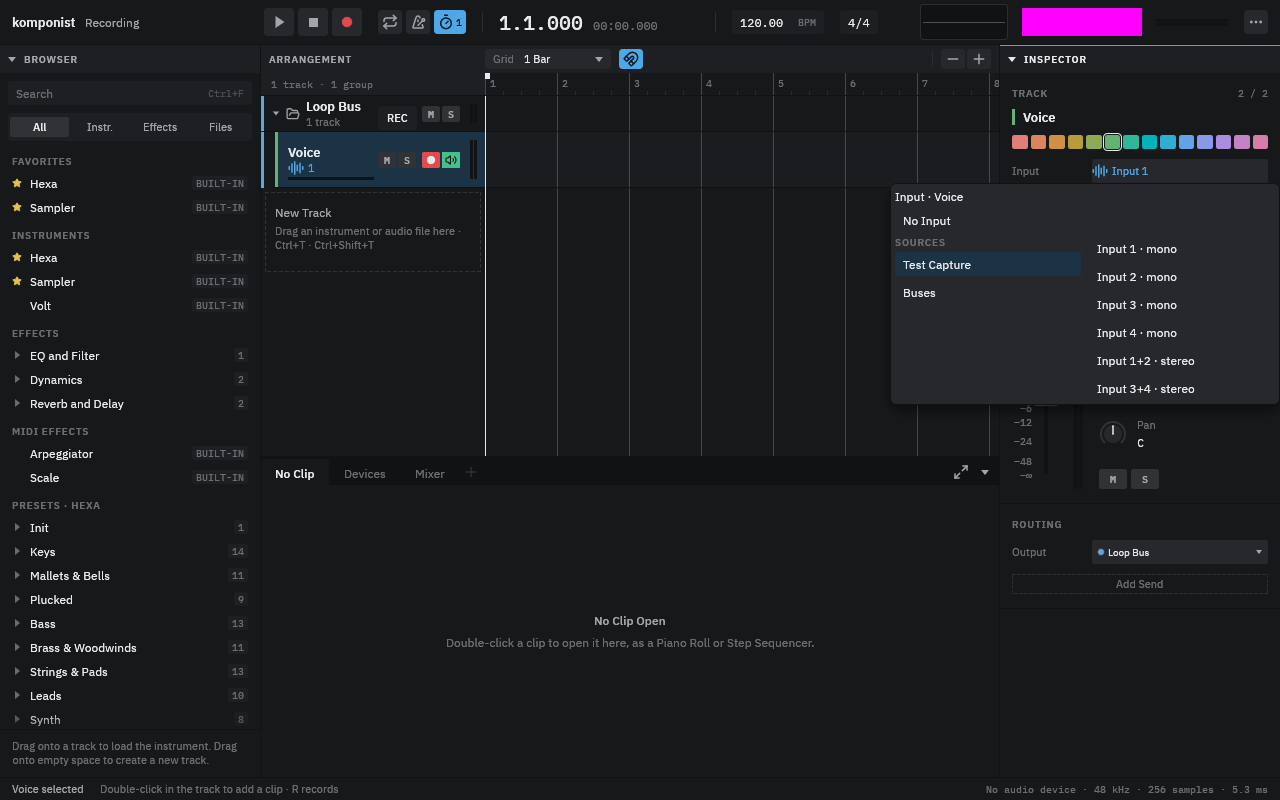 komponist Recording
1 1.1.000 00:00.000 120.00 BPM 4/4
BROWSER
Search Ctrl+F
All Instr. Effects Files
FAVORITES
Hexa BUILT-IN
Sampler BUILT-IN
INSTRUMENTS
Hexa BUILT-IN
Sampler BUILT-IN
Volt BUILT-IN
EFFECTS
EQ and Filter 1
Dynamics 2
Reverb and Delay 2
MIDI EFFECTS
Arpeggiator BUILT-IN
Scale BUILT-IN
PRESETS · HEXA
Init 1
Keys 14
Mallets & Bells 11
Plucked 9
Bass 13
Brass & Woodwinds 11
Strings & Pads 13
Leads 10
Synth 8
Drag onto a track to load the instrument. Drag
onto empty space to create a new track.
ARRANGEMENT Grid 1 Bar
1 track · 1 group 1 2 3 4 5 6 7 8
Loop Bus
1 track
REC M S
Voice
1
M S
New Track
Drag an instrument or audio file here ·
Ctrl+T · Ctrl+Shift+T
No Clip Devices Mixer
No Clip Open
Double-click a clip to open it here, as a Piano Roll or Step Sequencer.
INSPECTOR
TRACK 2 / 2
Voice
Input Input 1
Input · Voice
No Input
SOURCES
Test Capture
Buses
Input 1 · mono
Input 2 · mono
Input 3 · mono
Input 4 · mono
Input 1+2 · stereo
Input 3+4 · stereo
−6
−12
−24
−48
−∞
Pan
C
M S
ROUTING
Output Loop Bus
Add Send
Voice selected Double-click in the track to add a clip · R records
No audio device · 48 kHz · 256 samples · 5.3 ms